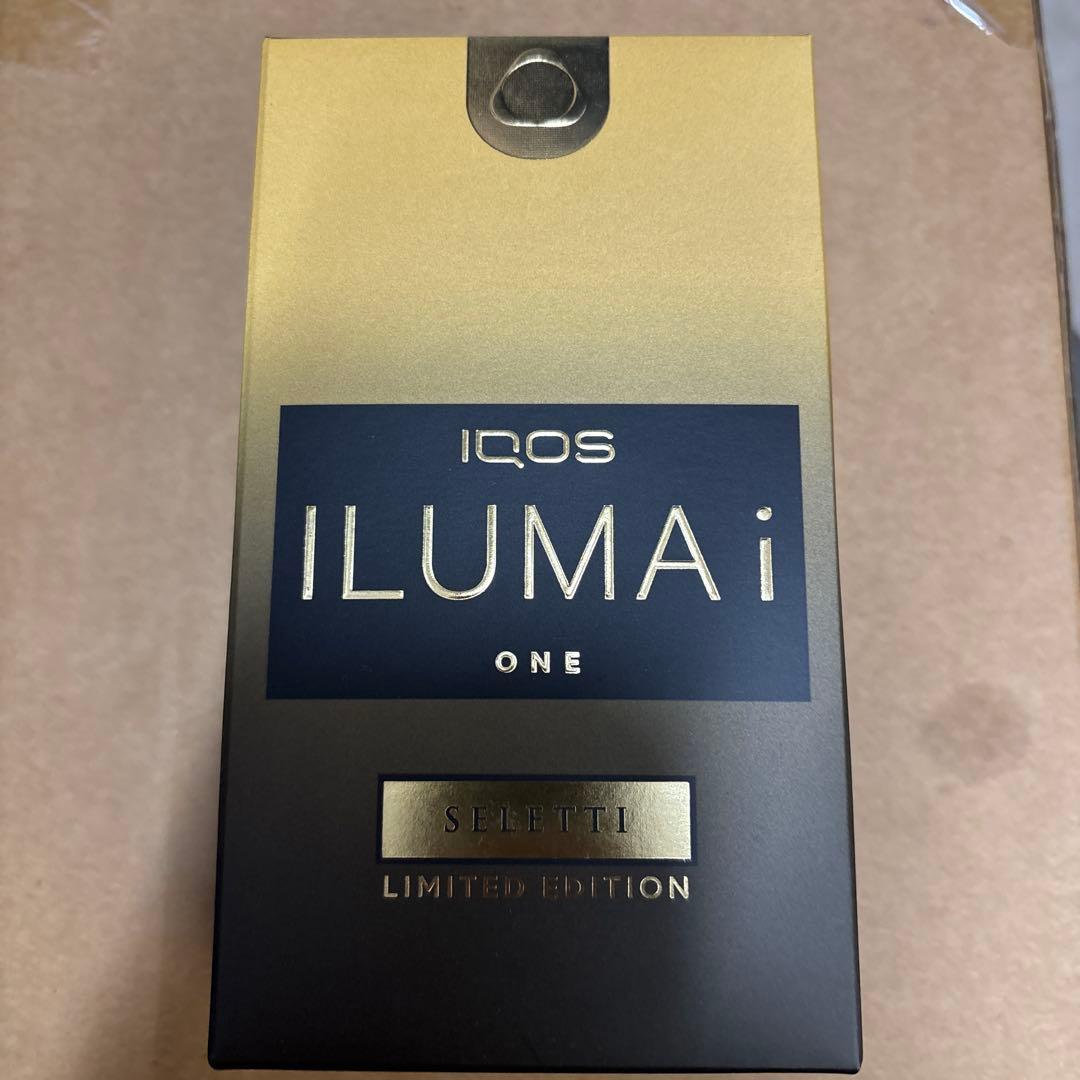 IQOS
ILUMA i
ONE
SELETTI
LIMITED EDITION